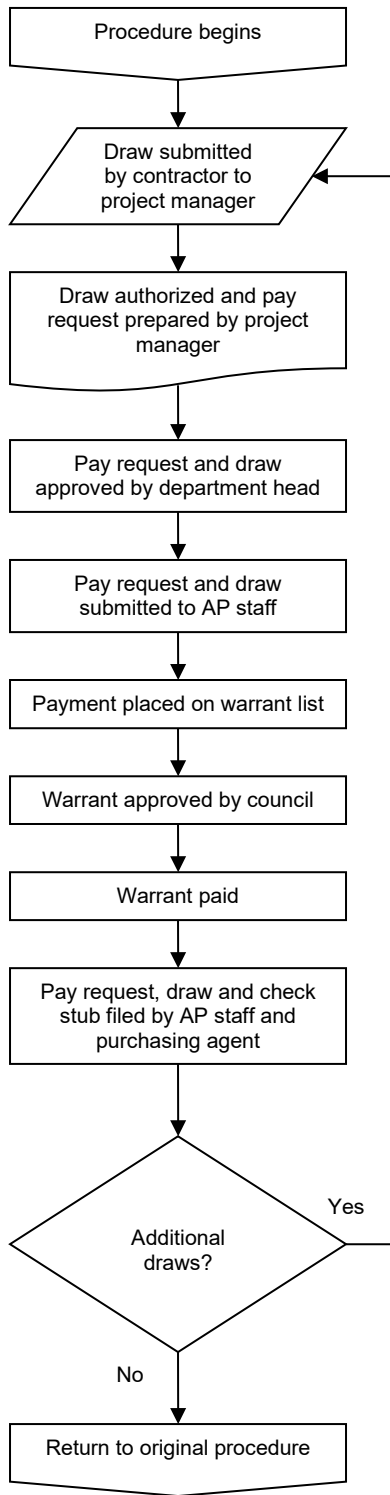 Procedure begins
Draw submitted
by contractor to
project manager
Draw authorized and pay
request prepared by project
manager
Pay request and draw
approved by department head
Pay request and draw
submitted to AP staff
Payment placed on warrant list
Warrant approved by council
Warrant paid
Pay request, draw and check
stub filed by AP staff and
purchasing agent
Yes
Additional
draws?
No
Return to original procedure